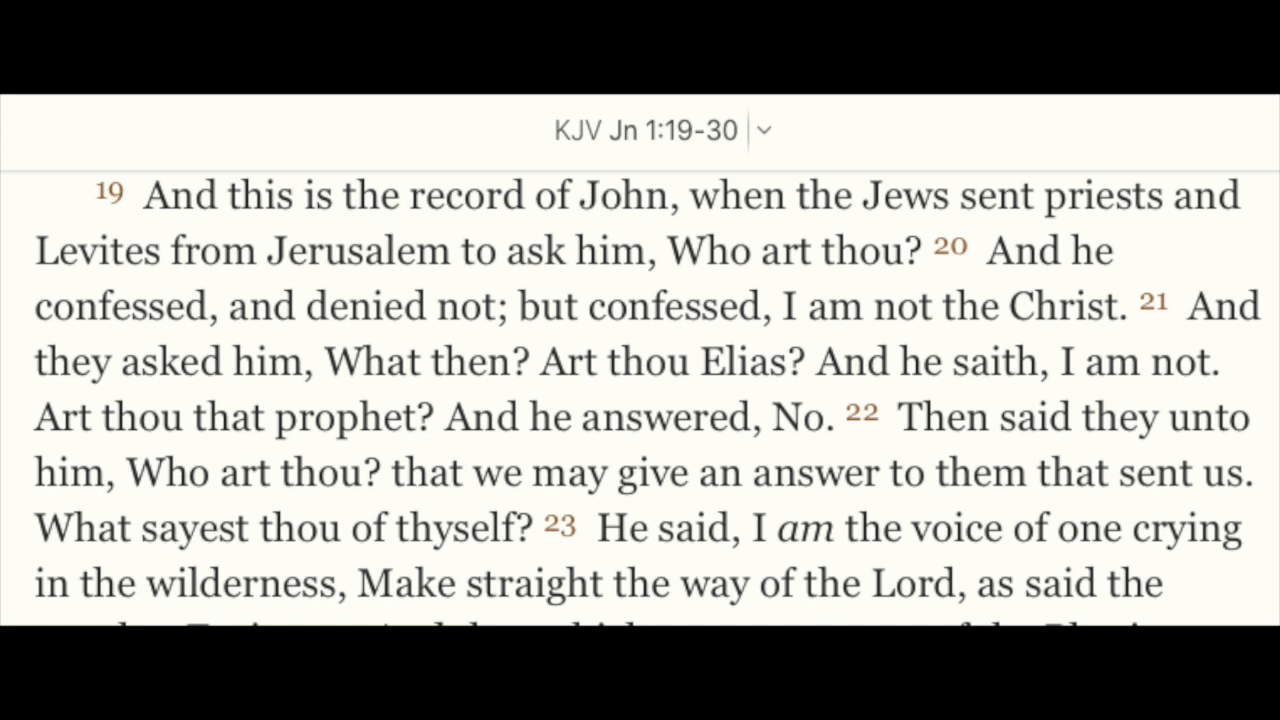 KJV Jn 1:19-30
19 And this is the record of John, when the Jews sent priests and
Levites from Jerusalem to ask him, Who art thou? 20 And he
confessed, and denied not; but confessed, I am not the Christ. 21 And
they asked him, What then? Art thou Elias? And he saith, I am not.
Art thou that prophet? And he answered, No. 22 Then said they unto
him, Who art thou? that we may give an answer to them that sent us.
What sayest thou of thyself? 23 He said, I am the voice of one crying
in the wilderness, Make straight the way of the Lord, as said the